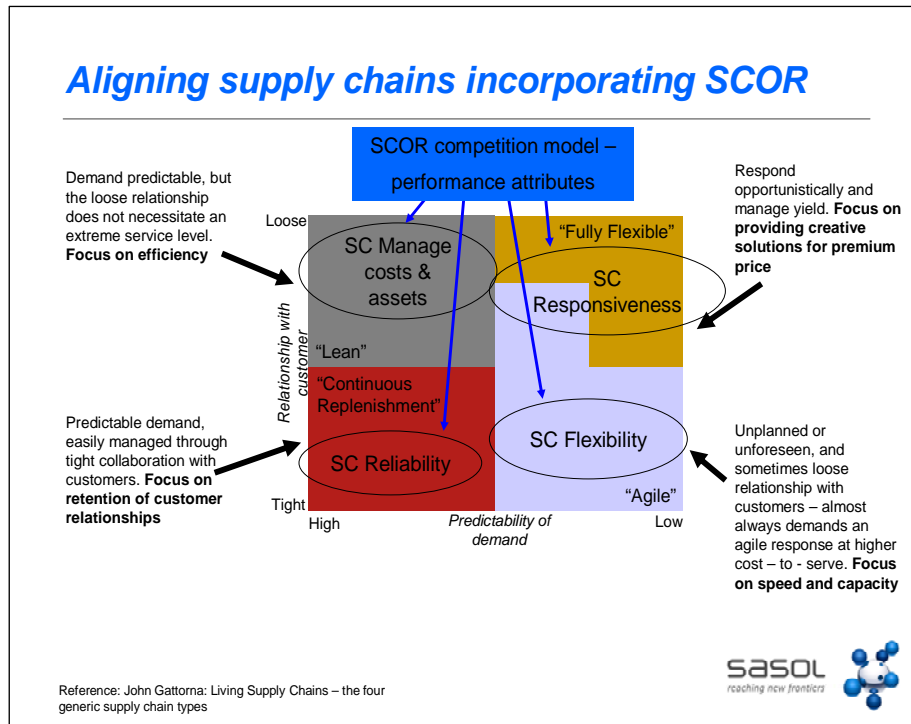 Aligning supply chains incorporating SCOR
SCOR competition model –
performance attributes
Demand predictable, but
the loose relationship
does not necessitate an
extreme service level.
Focus on efficiency
Respond
opportunistically and
manage yield. Focus on
providing creative
solutions for premium
price
Loose
SC Manage
costs &
assets
"Fully Flexible"
SC
Responsiveness
Relationship with
customer
"Lean"
"Continuous
Replenishment"
Predictable demand,
easily managed through
tight collaboration with
customers. Focus on
retention of customer
relationships
SC Reliability
SC Flexibility
Unplanned or
unforeseen, and
sometimes loose
relationship with
customers – almost
always demands an
agile response at higher
cost – to - serve. Focus
on speed and capacity
"Agile"
Tight
High
Predictability of
demand
Low
Reference: John Gattorna: Living Supply Chains – the four
generic supply chain types
sasol
reaching new frontiers